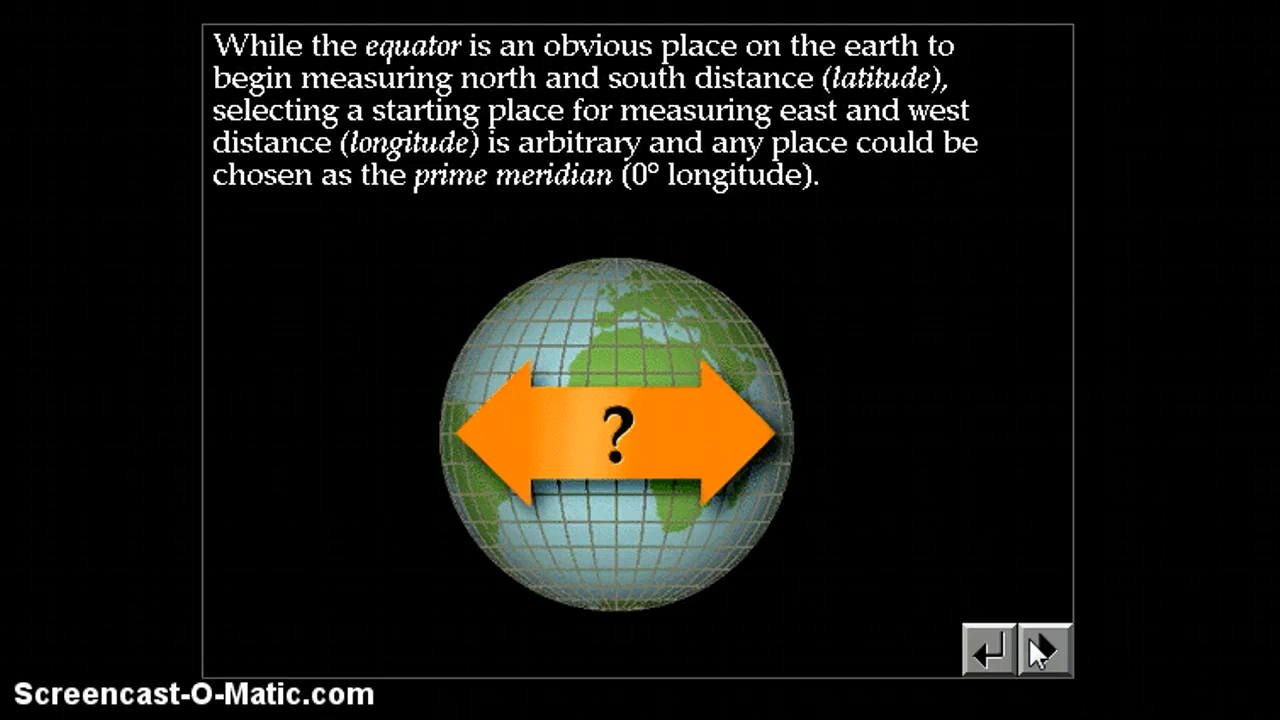 While the equator is an obvious place on the earth to
begin measuring north and south distance (latitude),
selecting a starting place for measuring east and west
distance (longitude) is arbitrary and any place could be
chosen as the prime meridian (0° longitude).
?
Screencast-O-Matic.com